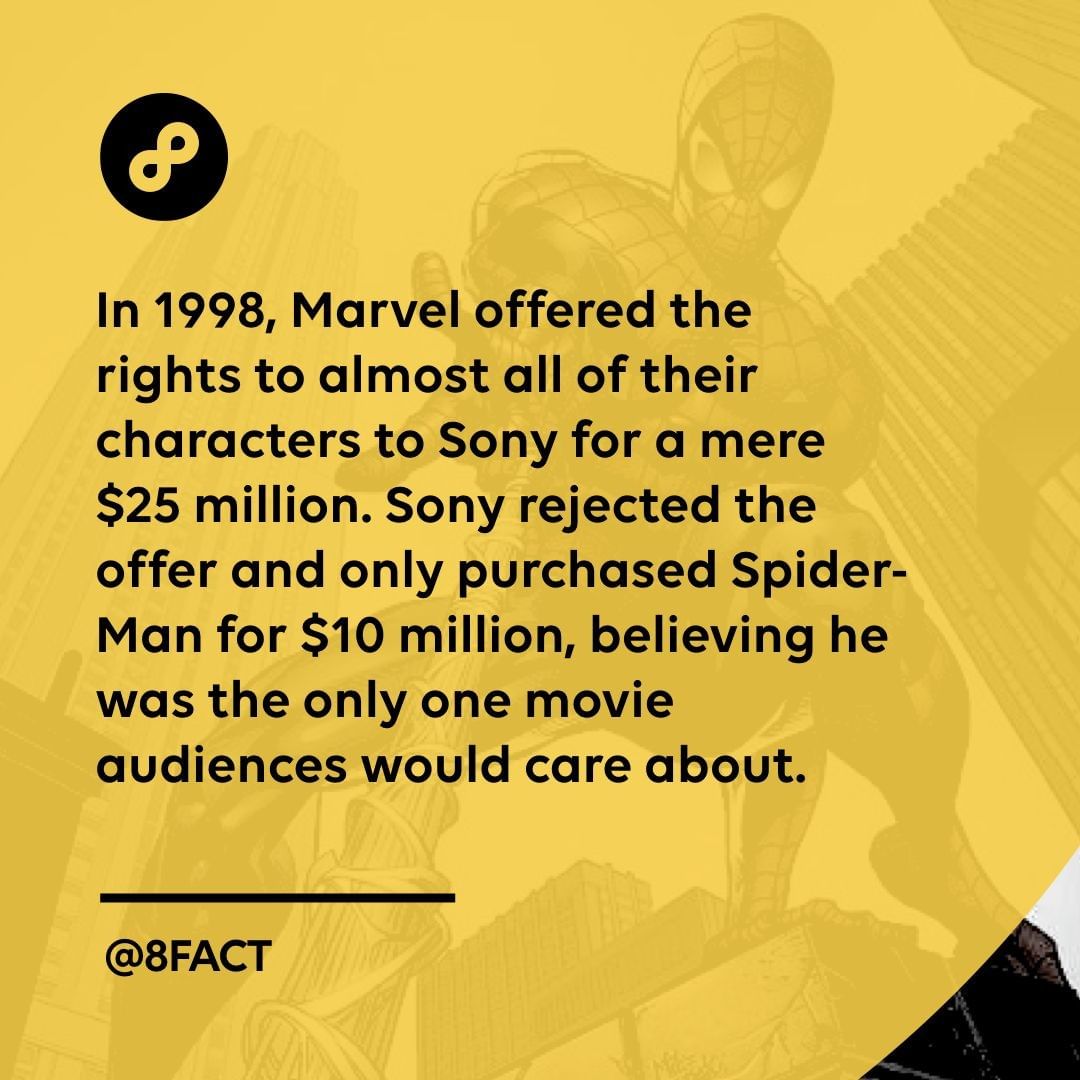 In 1998, Marvel offered the
rights to almost all of their
characters to Sony for a mere
$25 million. Sony rejected the
offer and only purchased Spider-
Man for $10 million, believing he
was the only one movie
audiences would care about.
@8FACT